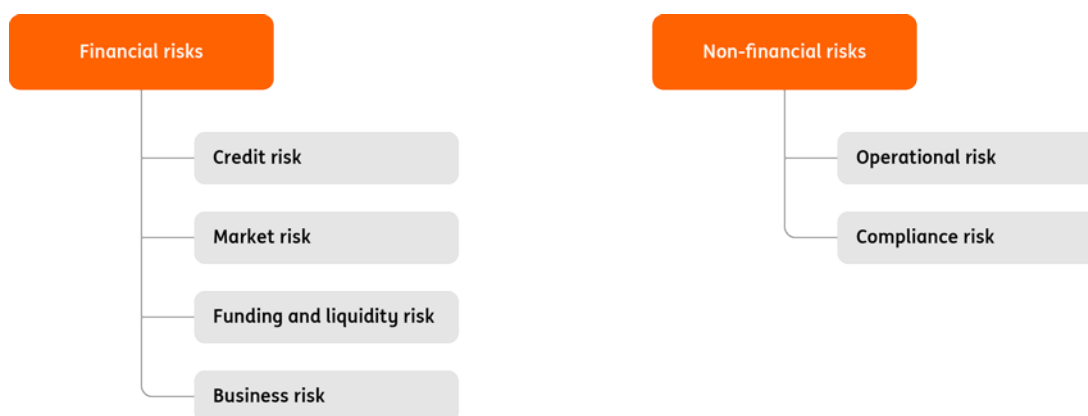 Financial risks
Credit risk
Market risk
Funding and liquidity risk
Business risk
Non-financial risks
Operational risk
Compliance risk